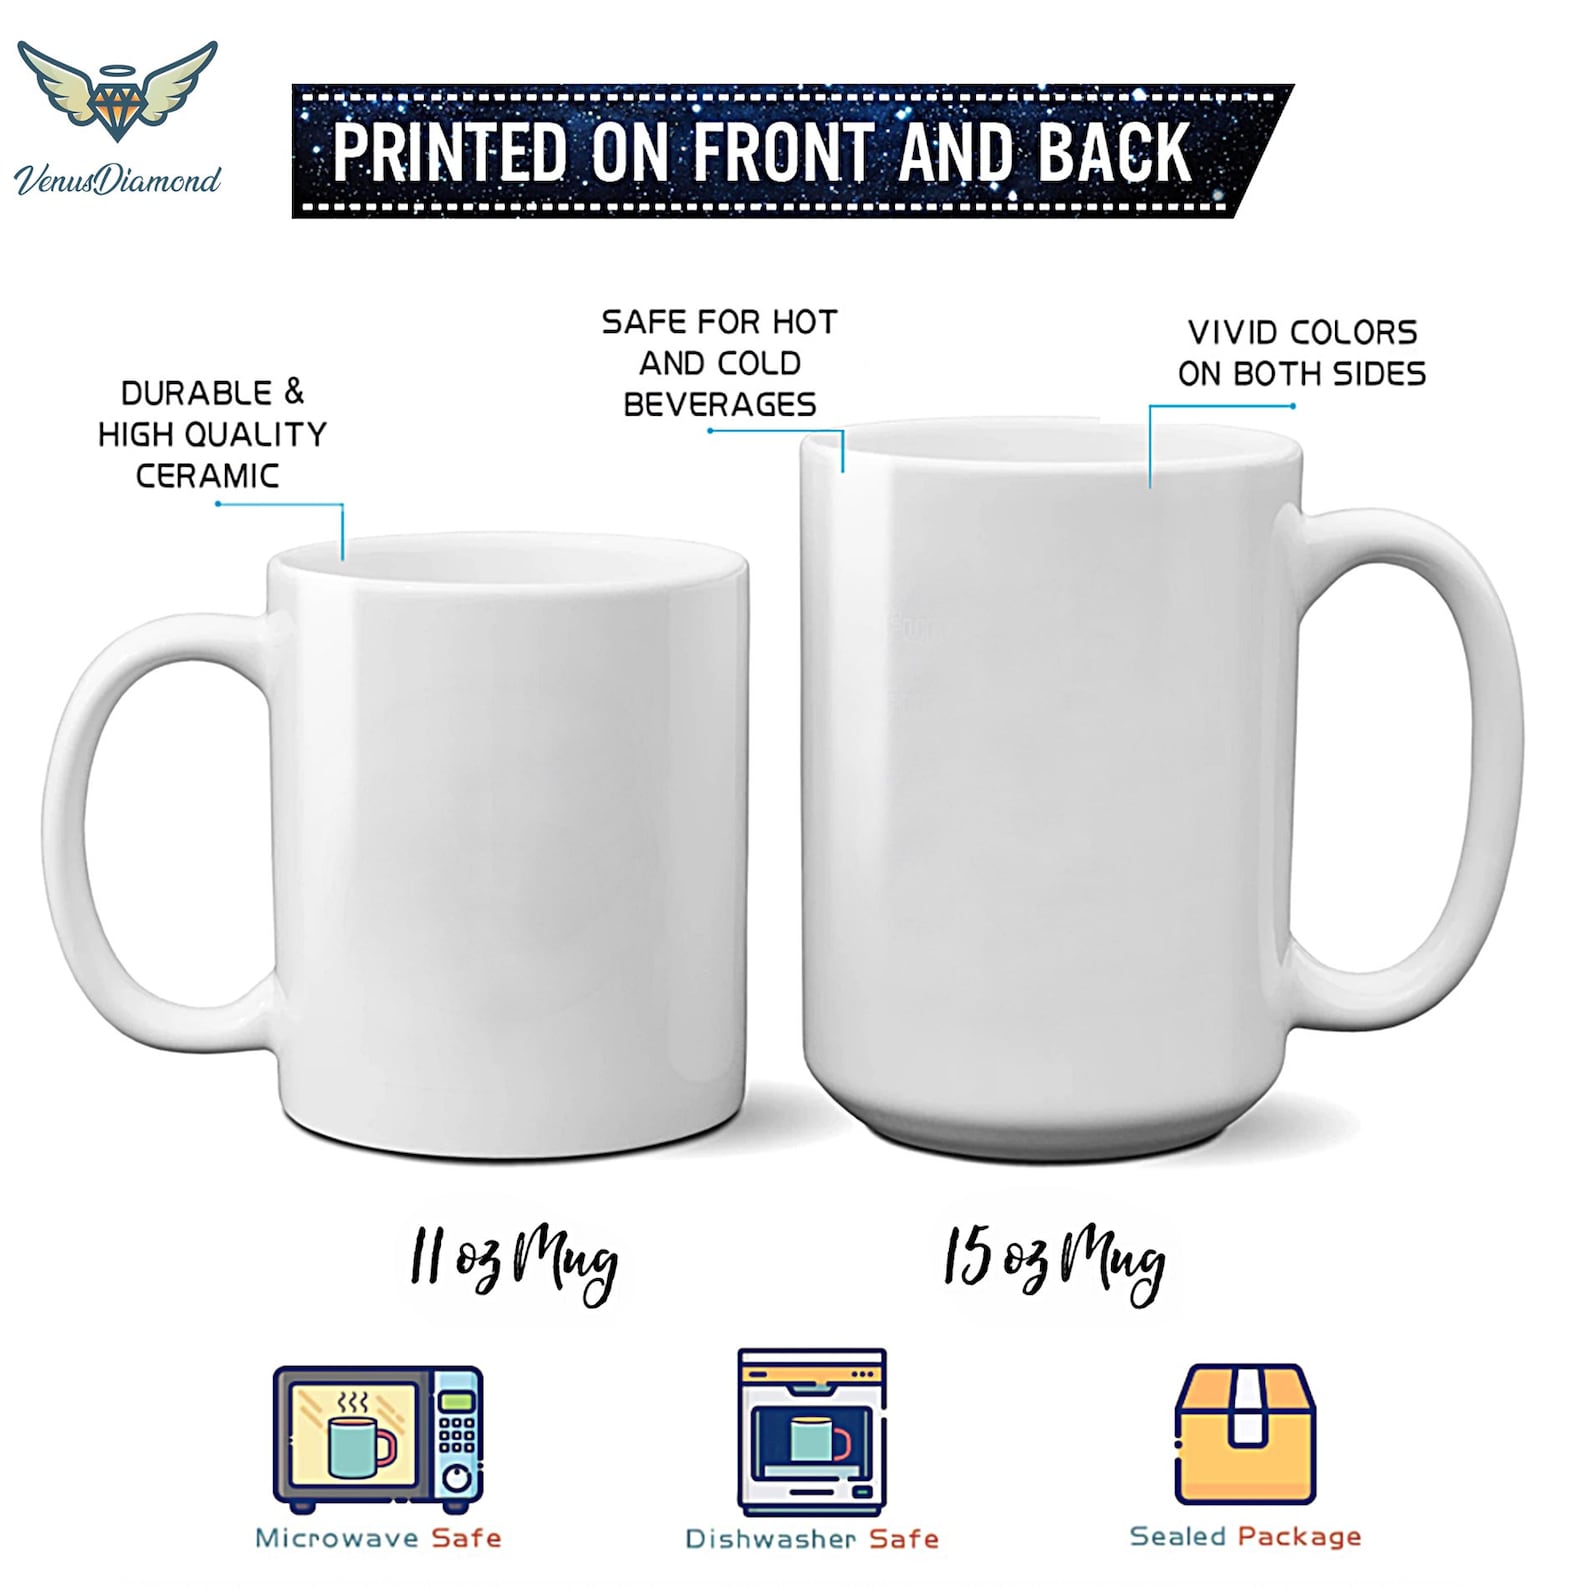 VenusDiamond
PRINTED ON FRONT AND BACK
SAFE FOR HOT
AND COLD
BEVERAGES
VIVID COLORS
ON BOTH SIDES
DURABLE &
HIGH QUALITY
CERAMIC
11 oz Mug
15 oz Mug
Microwave Safe
Dishwasher Safe
Sealed Package